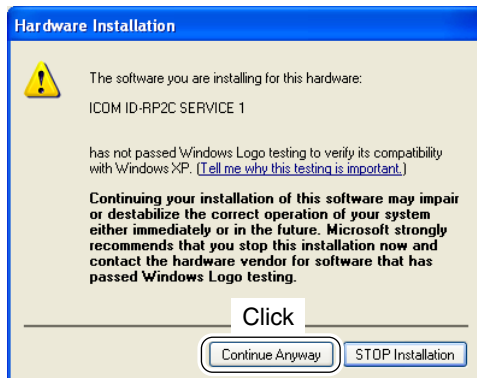 Hardware Installation
The software you are installing for this hardware:
ICOM ID-RP2C SERVICE 1
has not passed Windows Logo testing to verify its compatibility
with Windows XP. (Tell me why this testing is important.)
Continuing your installation of this software may impair
or destabilize the correct operation of your system
either immediately or in the future. Microsoft strongly
recommends that you stop this installation now and
contact the hardware vendor for software that has
passed Windows Logo testing.
Click
Continue Anyway STOP Installation